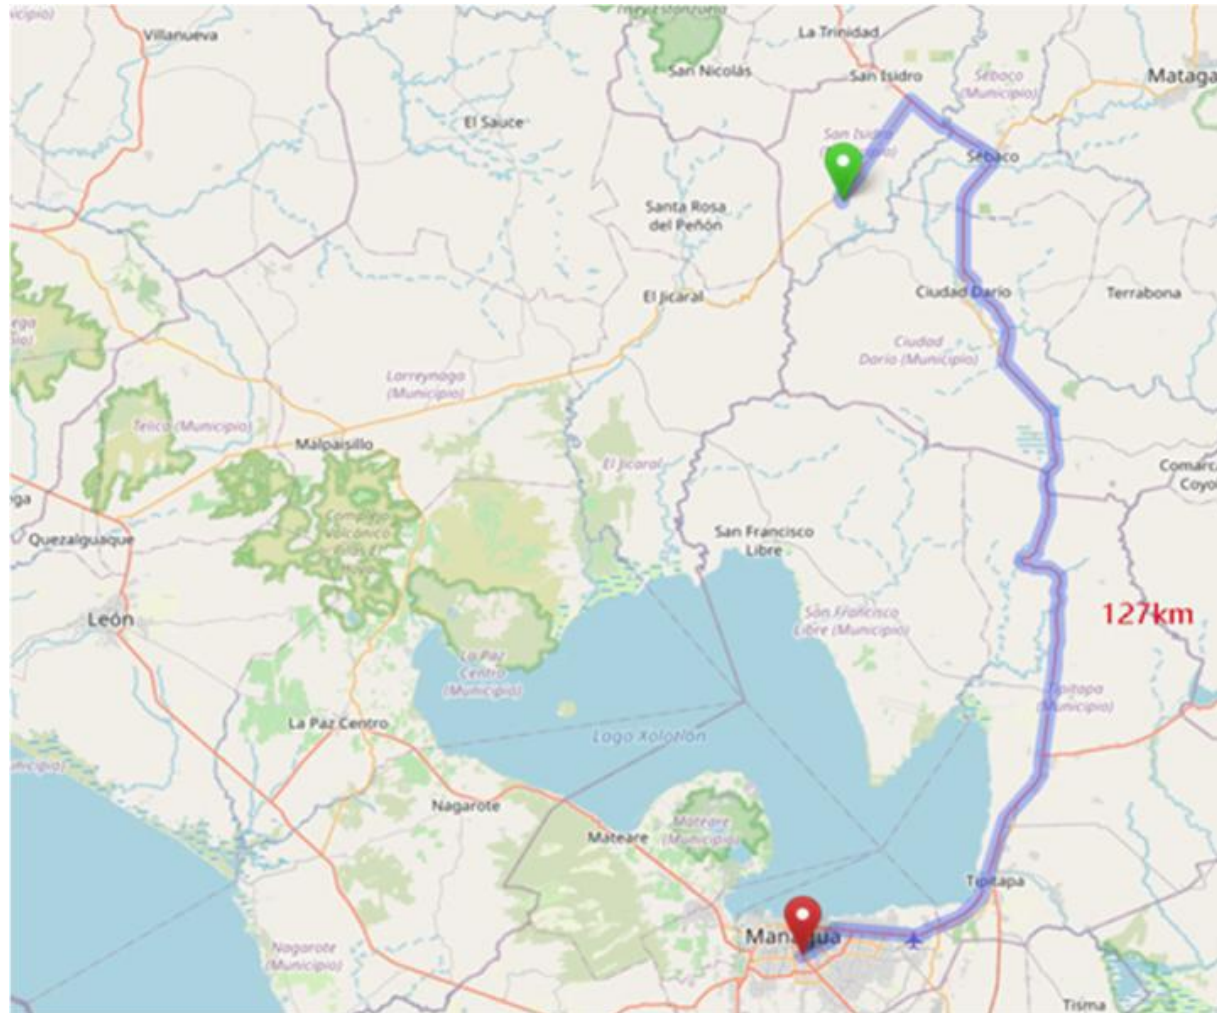 Villanueva
La Trinidad
San Nicolás
San Isidro
Sébaco
(Municipio)
Mataga
El Sauce
San Isidro
Sébaco
Santa Rosa
del Peñón
El Jicaral
Ciudad Darío
Terrabona
Ciudad
Darío (Municipio)
Larreynaga
(Municipio)
Telica (Municipio)
Malpaisillo
El Jicaral
Comarca
Coyol
Quezalguaque
San Francisco
Libre
León
San Francisco
Libre (Municipio)
127km
La Paz
Centro
(Municipio)
Tipitapa
(Municipio)
La Paz Centro
Lago Xolotlán
Nagarote
Mateare
Mateare
(Municipio)
Tipitapa
Nagarote
(Municipio)
Tisma